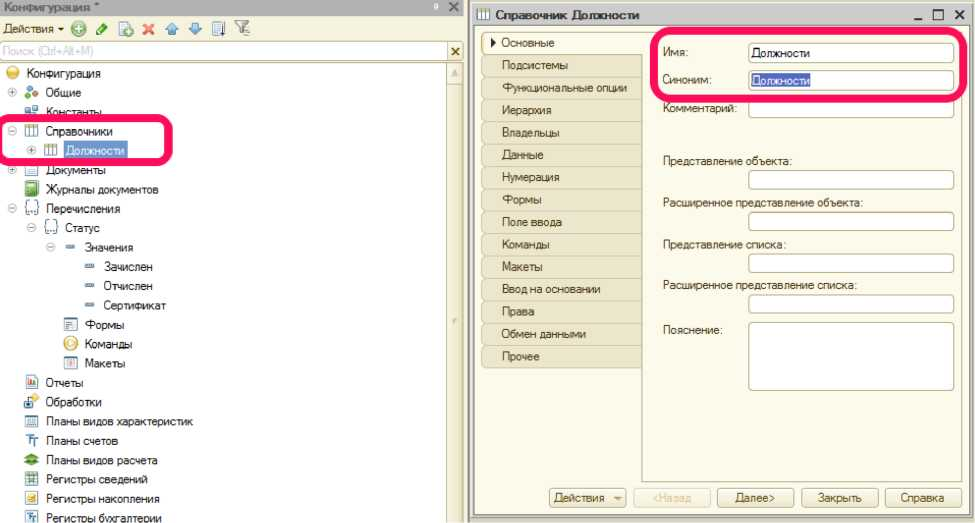 Конфигурация *
Действия
Поиск (Ctrl+Alt+M)
Конфигурация
Общие
Константы
Справочники
Должности
Документы
Журналы документов
Перечисления
Статус
Значения
Зачислен
Отчислен
Сертификат
Формы
Команды
Макеты
Отчеты
Обработки
Планы видов характеристик
Планы счетов
Планы видов расчета
Регистры сведений
Регистры накопления
Регистры бухгалтерии
Справочник Должности
Основные
Подсистемы
Функциональные опции
Иерархия
Владельцы
Данные
Нумерация
Формы
Поле ввода
Команды
Макеты
Ввод на основании
Права
Обмен данными
Прочее
Имя: Должности
Синоним: Должности
Комментарий:
Представление объекта:
Расширенное представление объекта:
Представление списка:
Расширенное представление списка:
Пояснение:
Действия <Назад Далее> Закрыть Справка